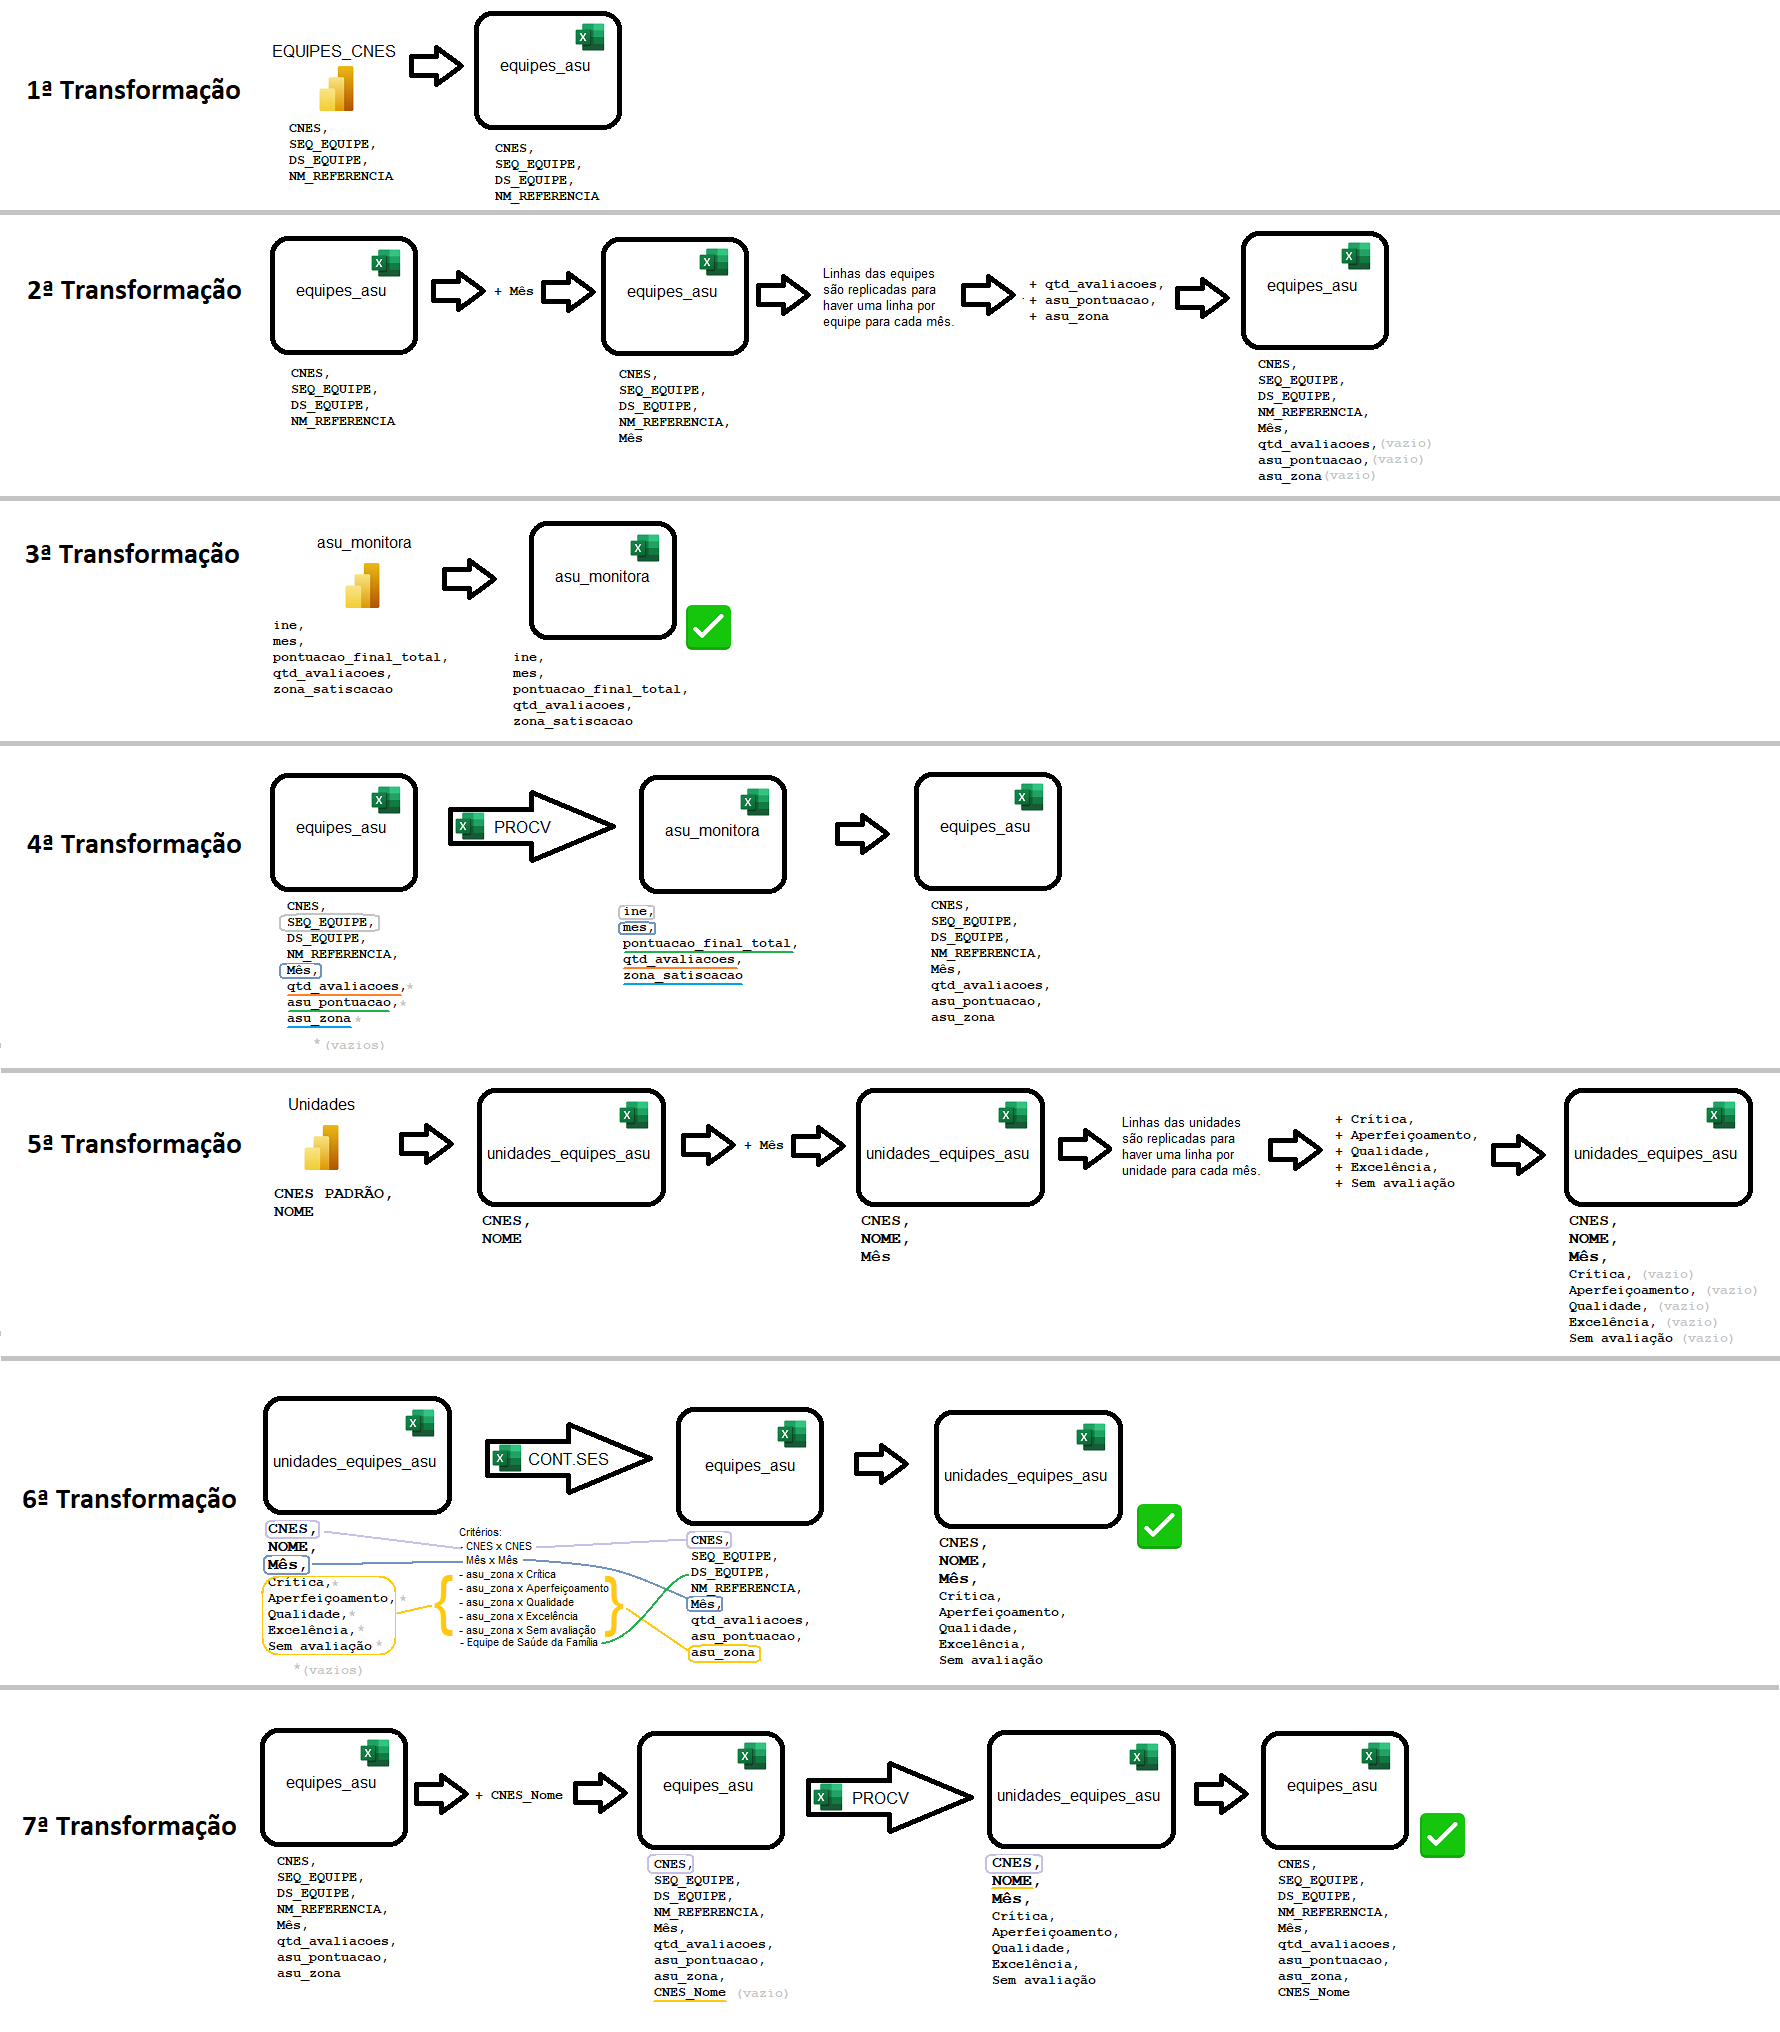 1ª Transformação
EQUIPES_CNES
CNES,
SEQ_EQUIPE,
DS_EQUIPE,
NM_REFERENCIA
equipes_asu
CNES,
SEQ_EQUIPE,
DS_EQUIPE,
NM_REFERENCIA
2ª Transformação
equipes_asu
CNES,
SEQ_EQUIPE,
DS_EQUIPE,
NM_REFERENCIA
+ Mês
equipes_asu
CNES,
SEQ_EQUIPE,
DS_EQUIPE,
NM_REFERENCIA,
Mês
Linhas das equipes
são replicadas para
haver uma linha por
equipe para cada mês.
+ qtd_avaliacoes,
+ asu_pontuacao,
+ asu_zona
equipes_asu
CNES,
SEQ_EQUIPE,
DS_EQUIPE,
NM_REFERENCIA,
Mês,
qtd_avaliacoes, (vazio)
asu_pontuacao, (vazio)
asu_zona (vazio)
3ª Transformação
asu_monitora
ine,
mes,
pontuacao_final_total,
qtd_avaliacoes,
zona_satiscacao
asu_monitora
ine,
mes,
pontuacao_final_total,
qtd_avaliacoes,
zona_satiscacao
4ª Transformação
equipes_asu
CNES,
SEQ_EQUIPE,
DS_EQUIPE,
NM_REFERENCIA,
Mês,
qtd_avaliacoes,*
asu_pontuacao,*
asu_zona *
* (vazios)
PROCV
asu_monitora
ine,
mes,
pontuacao_final_total,
qtd_avaliacoes,
zona_satiscacao
equipes_asu
CNES,
SEQ_EQUIPE,
DS_EQUIPE,
NM_REFERENCIA,
Mês,
qtd_avaliacoes,
asu_pontuacao,
asu_zona
5ª Transformação
Unidades
CNES PADRÃO,
NOME
unidades_equipes_asu
CNES,
NOME
+ Mês
unidades_equipes_asu
CNES,
NOME,
Mês
Linhas das unidades
são replicadas para
haver uma linha por
unidade para cada mês.
+ Crítica,
+ Aperfeiçoamento,
+ Qualidade,
+ Excelência,
+ Sem avaliação
unidades_equipes_asu
CNES,
NOME,
Mês,
Crítica, (vazio)
Aperfeiçoamento, (vazio)
Qualidade, (vazio)
Excelência, (vazio)
Sem avaliação (vazio)
6ª Transformação
unidades_equipes_asu
CNES,
NOME,
Mês,
Crítica,*
Aperfeiçoamento,*
Qualidade,*
Excelência,*
Sem avaliação *
* (vazios)
CONT.SES
Critérios:
- CNES x CNES
- Mês x Mês
- asu_zona x Crítica
- asu_zona x Aperfeiçoamento
- asu_zona x Qualidade
- asu_zona x Excelência
- asu_zona x Sem avaliação
- Equipe de Saúde da Família
equipes_asu
CNES,
SEQ_EQUIPE,
DS_EQUIPE,
NM_REFERENCIA,
Mês,
qtd_avaliacoes,
asu_pontuacao,
asu_zona
unidades_equipes_asu
CNES,
NOME,
Mês,
Crítica,
Aperfeiçoamento,
Qualidade,
Excelência,
Sem avaliação
7ª Transformação
equipes_asu
CNES,
SEQ_EQUIPE,
DS_EQUIPE,
NM_REFERENCIA,
Mês,
qtd_avaliacoes,
asu_pontuacao,
asu_zona
+ CNES_Nome
equipes_asu
CNES,
SEQ_EQUIPE,
DS_EQUIPE,
NM_REFERENCIA,
Mês,
qtd_avaliacoes,
asu_pontuacao,
asu_zona,
CNES_Nome (vazio)
PROCV
unidades_equipes_asu
CNES,
NOME,
Mês,
Crítica,
Aperfeiçoamento,
Qualidade,
Excelência,
Sem avaliação
equipes_asu
CNES,
SEQ_EQUIPE,
DS_EQUIPE,
NM_REFERENCIA,
Mês,
qtd_avaliacoes,
asu_pontuacao,
asu_zona,
CNES_Nome